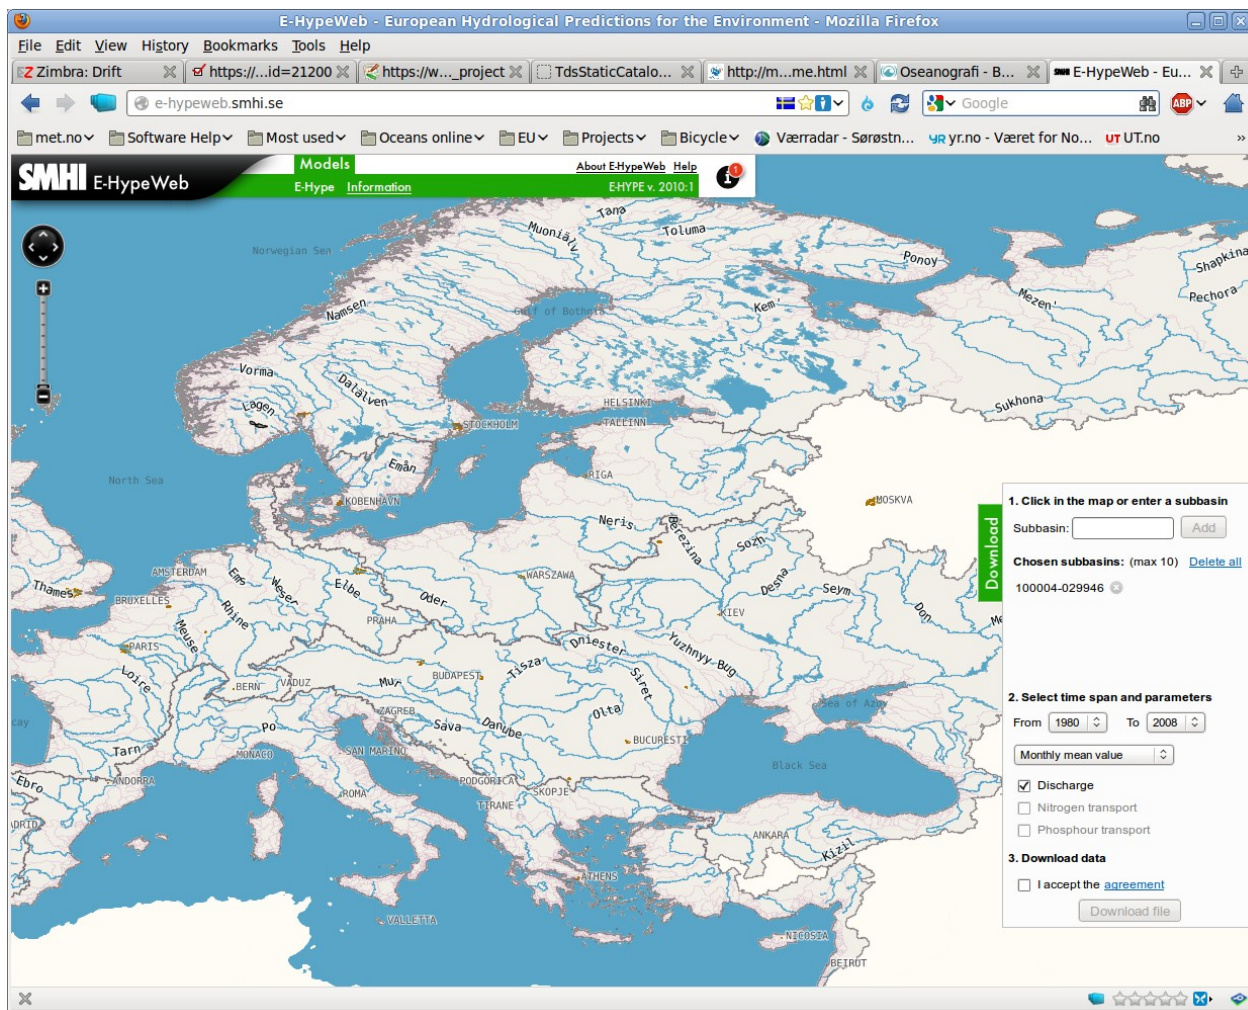 E-HypeWeb - European Hydrological Predictions for the Environment - Mozilla Firefox
File Edit View History Bookmarks Tools Help
Zimbra: Drift
https://...id=21200
https://w..._project
TdsStaticCatalo...
http://m...me.html
Oseanografi - B...
E-HypeWeb - Eu...
e-hypeweb.smhi.se
Google
ABP
met.no
Software Help
Most used
Oceans online
EU
Projects
Bicycle
Værradar - Sørøstn...
yr.no - Været for No...
UT.no
»
SMHI E-HypeWeb
Models
About E-HypeWeb Help
E-Hype Information
E-HYPE v. 2010:1
1
Tana
Muoniälv
Toluma
Norwegian Sea
Ponoy
Shapkina
Mezen'
Pechora
Namsen
Gulf of Bothnia
Kem'
Vorma
Dalälven
Lagen
HELSINKI
Sukhona
STOCKHOLM
TALLINN
Emån
RIGA
North Sea
KOBENHAVN
MOSKVA
Neris
Berezina
Sozh
AMSTERDAM
Ems
Weser
Elbe
Oder
WARSZAWA
Desna
Seym
Don
Thames
BRUXELLES
Rhine
Meuse
PRAHA
KIEV
PARIS
Dniester
Yuzhnyy Bug
Loire
BERN
VADUZ
Mur
BUDAPEST
Tisza
Siret
ZAGREB
Sava
Danube
Olta
Sea of Azov
Po
BUCURESTI
Tarn
MONACO
SAN MARINO
Black Sea
Ebro
ANDORRA
PODGORICA
SKOPJE
ROMA
TIRANE
ANKARA
Kizil
ATHENS
VALLETTA
NICOSIA
BEIRUT
Download
1. Click in the map or enter a subbasin
Subbasin: Add
Chosen subbasins: (max 10) Delete all
100004-029946
2. Select time span and parameters
From 1980 To 2008
Monthly mean value
Discharge
Nitrogen transport
Phosphour transport
3. Download data
I accept the agreement
Download file